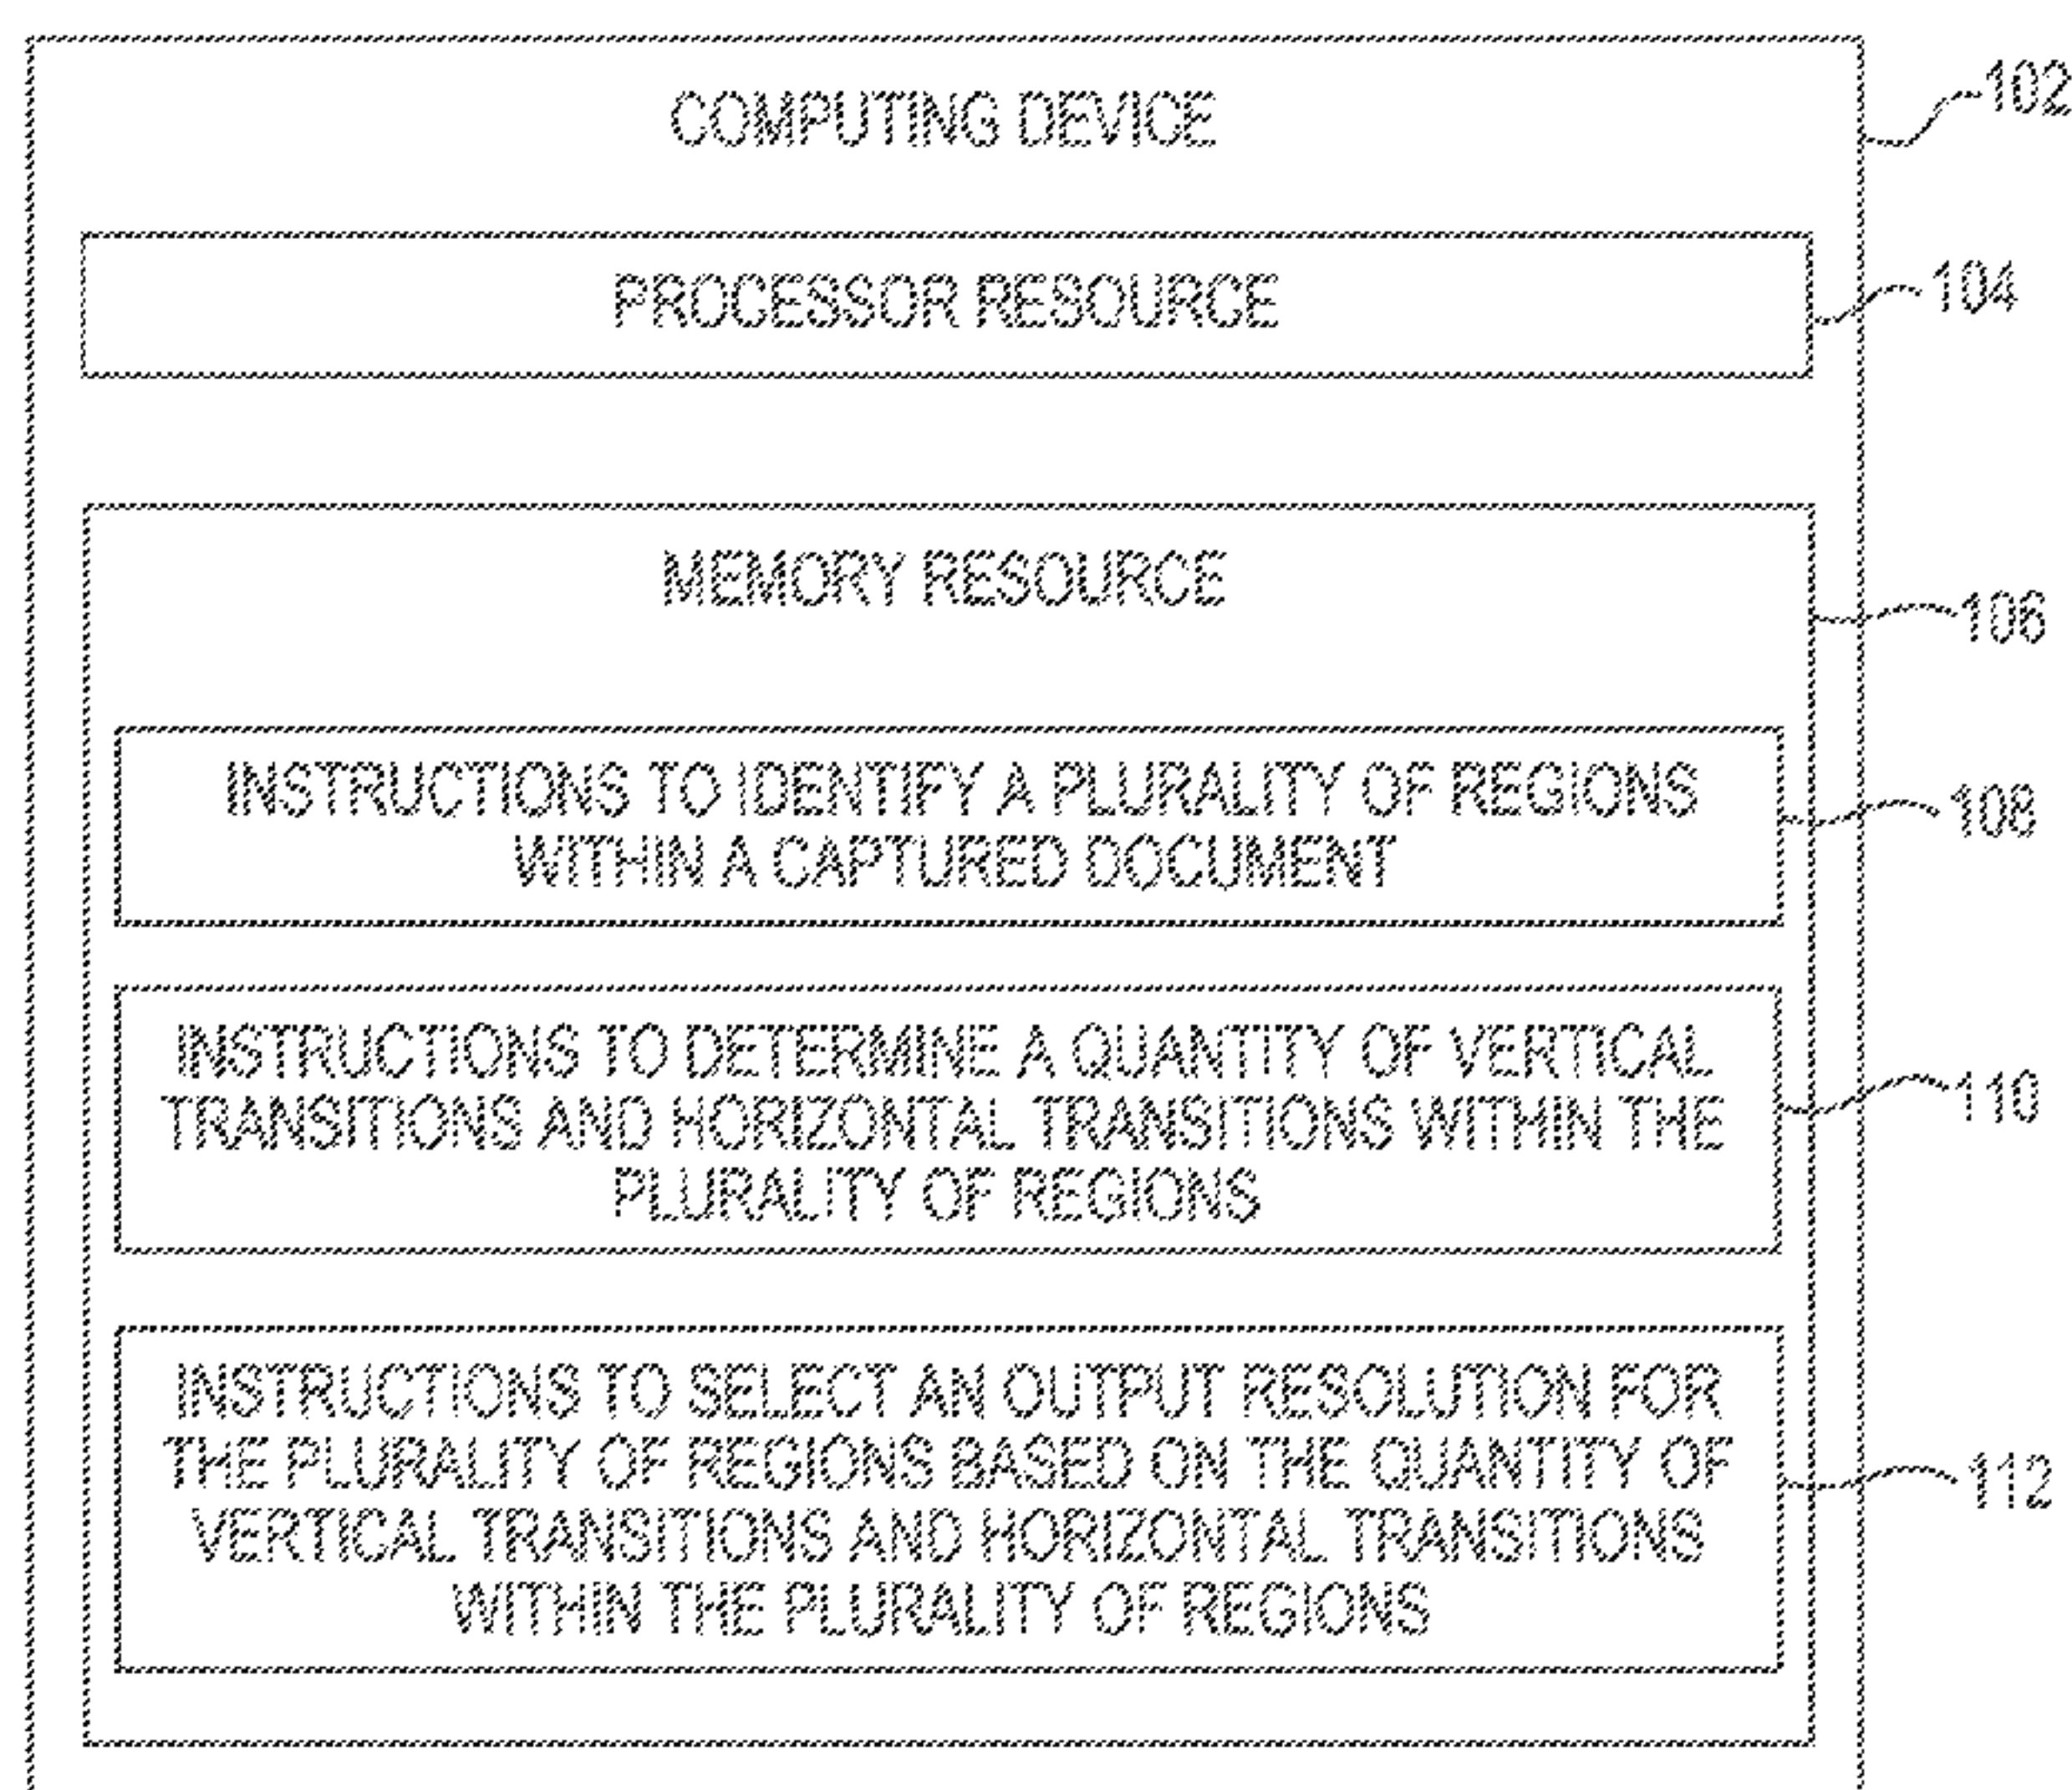 COMPUTING DEVICE
102
PROCESSOR RESOURCE
104
MEMORY RESOURCE
106
INSTRUCTIONS TO IDENTIFY A PLURALITY OF REGIONS
WITHIN A CAPTURED DOCUMENT
108
INSTRUCTIONS TO DETERMINE A QUANTITY OF VERTICAL
TRANSITIONS AND HORIZONTAL TRANSITIONS WITHIN THE
PLURALITY OF REGIONS
110
INSTRUCTIONS TO SELECT AN OUTPUT RESOLUTION FOR
THE PLURALITY OF REGIONS BASED ON THE QUANTITY OF
VERTICAL TRANSITIONS AND HORIZONTAL TRANSITIONS
WITHIN THE PLURALITY OF REGIONS
112